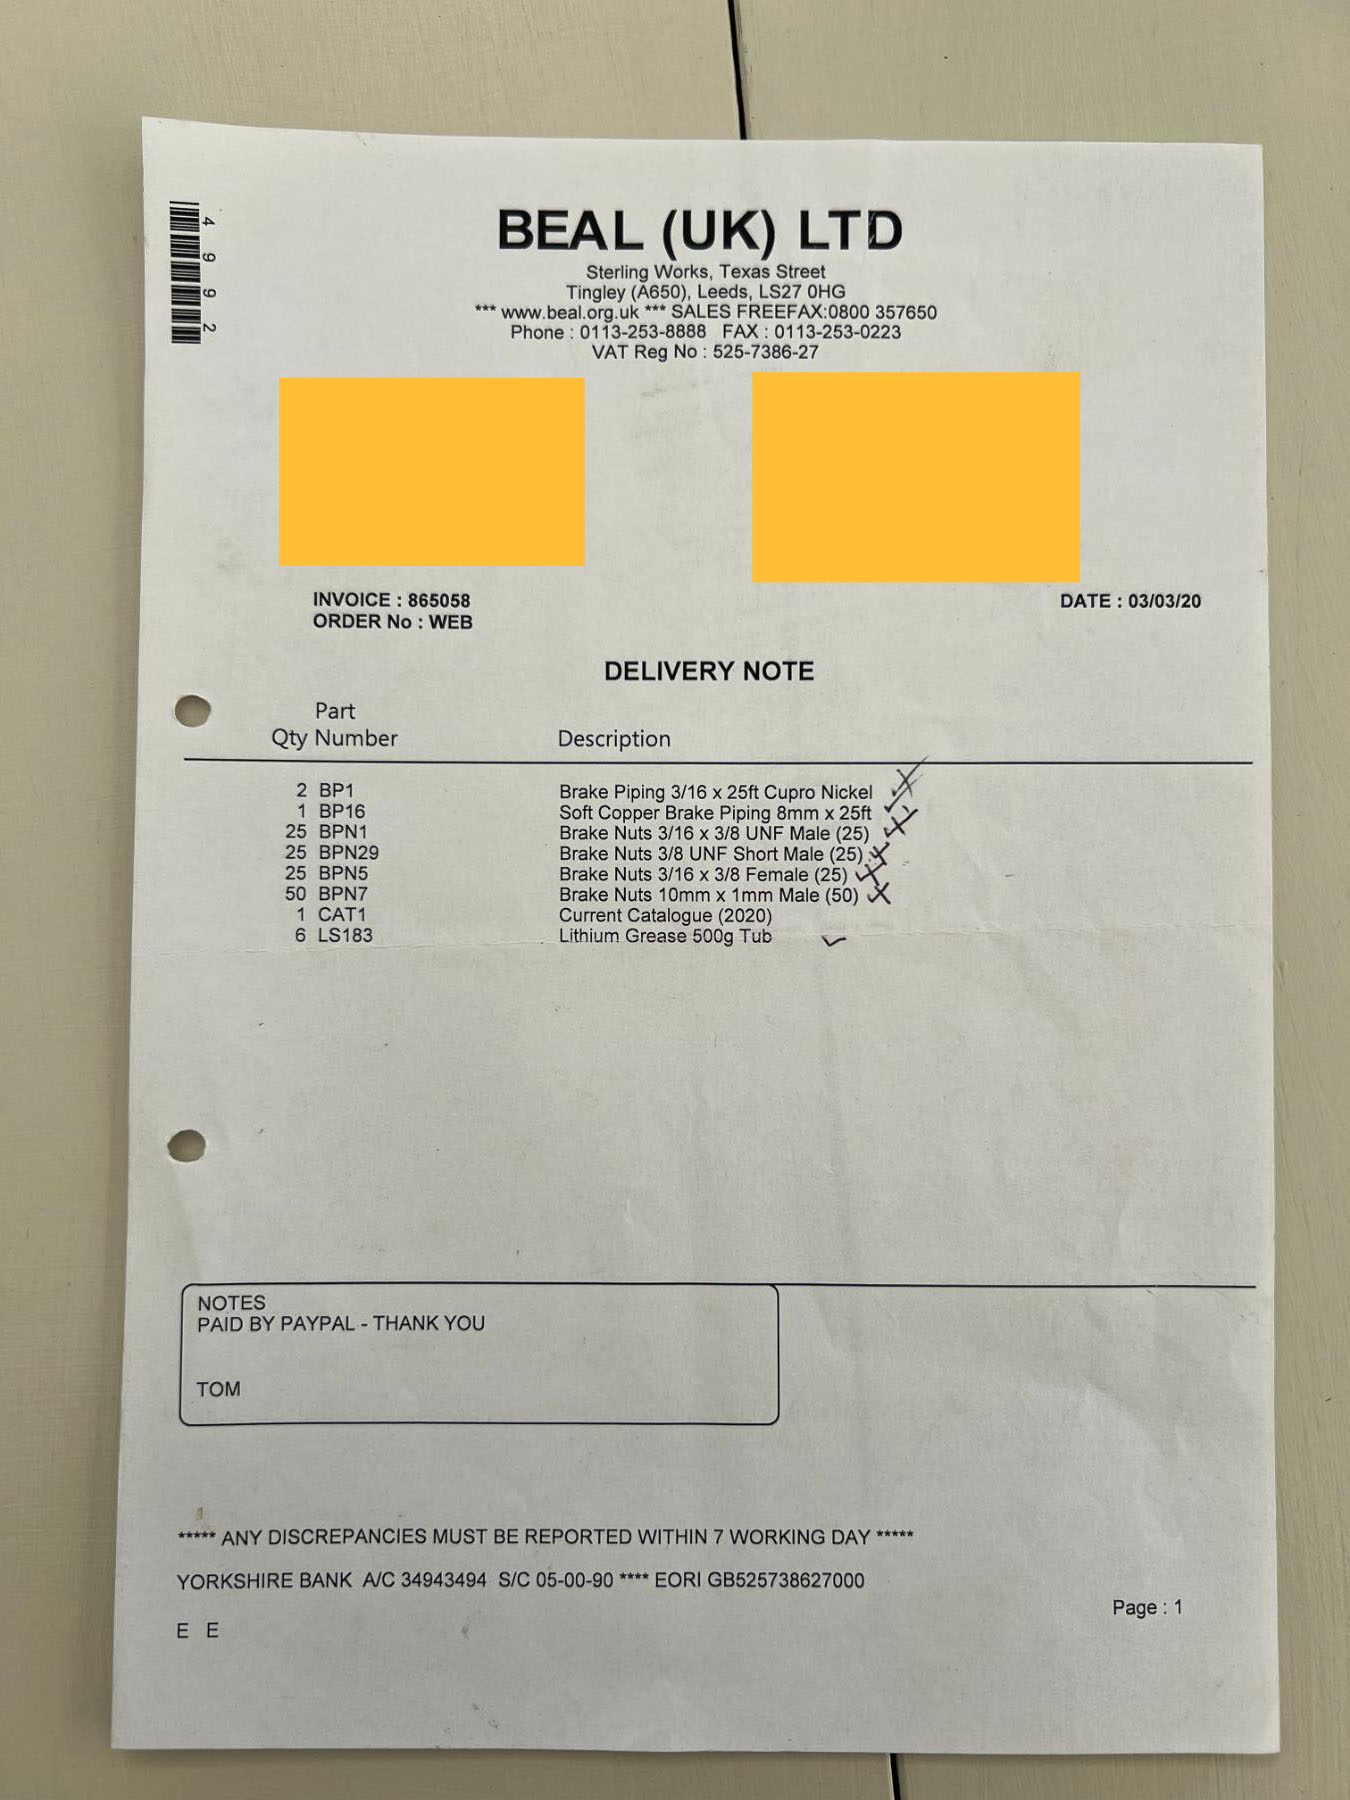 4992
BEAL (UK) LTD
Sterling Works, Texas Street
Tingley (A650), Leeds, LS27 0HG
*** www.beal.org.uk *** SALES FREEFAX:0800 357650
Phone : 0113-253-8888 FAX : 0113-253-0223
VAT Reg No : 525-7386-27
INVOICE : 865058 DATE : 03/03/20
ORDER No : WEB
DELIVERY NOTE
Part
Qty Number Description
2 BP1 Brake Piping 3/16 x 25ft Cupro Nickel
1 BP16 Soft Copper Brake Piping 8mm x 25ft
25 BPN1 Brake Nuts 3/16 x 3/8 UNF Male (25)
25 BPN29 Brake Nuts 3/8 UNF Short Male (25)
25 BPN5 Brake Nuts 3/16 x 3/8 Female (25)
50 BPN7 Brake Nuts 10mm x 1mm Male (50)
1 CAT1 Current Catalogue (2020)
6 LS183 Lithium Grease 500g Tub
NOTES
PAID BY PAYPAL - THANK YOU
TOM
***** ANY DISCREPANCIES MUST BE REPORTED WITHIN 7 WORKING DAY *****
YORKSHIRE BANK A/C 34943494 S/C 05-00-90 **** EORI GB525738627000
Page : 1
E E